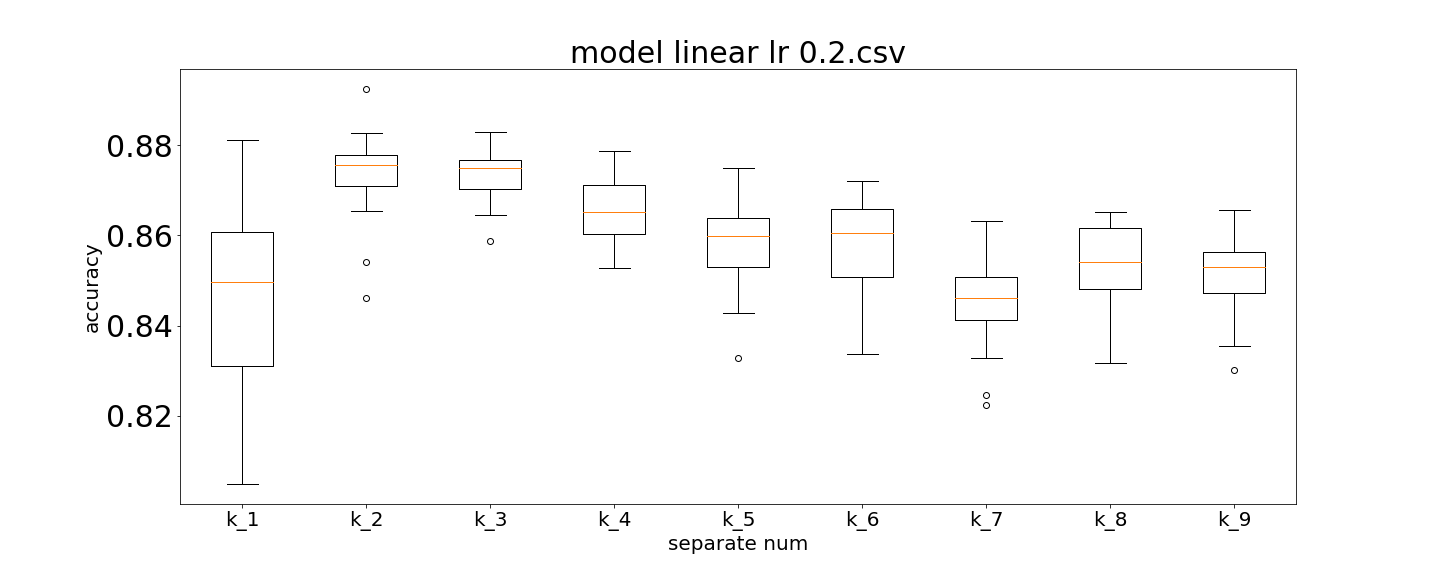 model linear lr 0.2.csv
accuracy
0.88
0.86
0.84
0.82
k_1 k_2 k_3 k_4 k_5 k_6 k_7 k_8 k_9
separate num